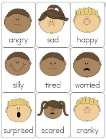 angry sad happy
silly tired worried
surprised scared cranky